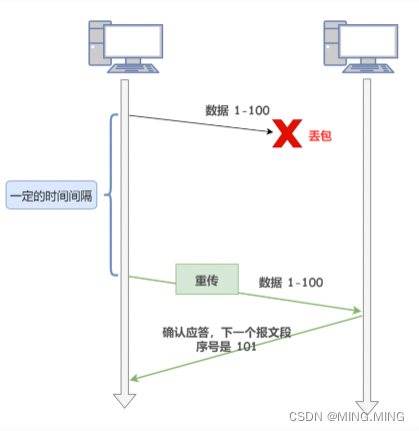 数据 1-100
丢包
一定的时间间隔
重传
数据 1-100
确认应答，下一个报文段
序号是 101
CSDN @MING.MING